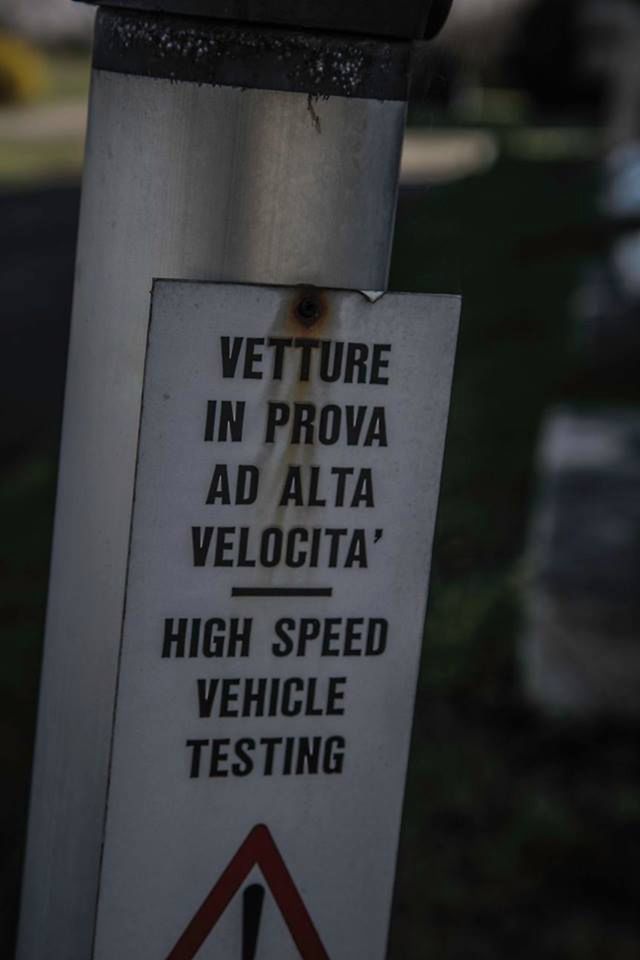 VETTURE
IN PROVA
AD ALTA
VELOCITA'
HIGH SPEED
VEHICLE
TESTING